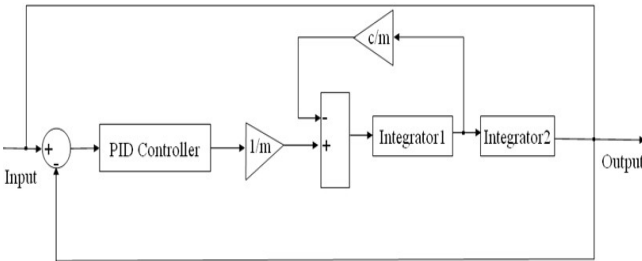 c/m
-
+
-
PID Controller
1/m
+
Integrator1
Integrator2
Input
Output